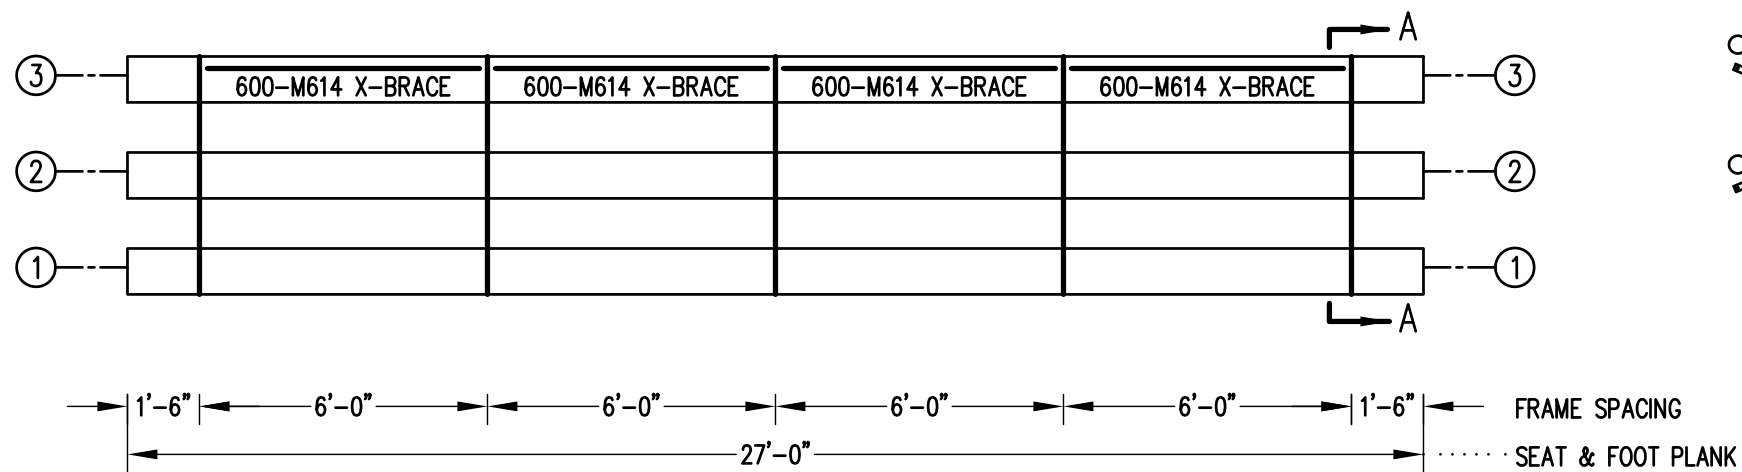 A
3 600-M614 X-BRACE 600-M614 X-BRACE 600-M614 X-BRACE 600-M614 X-BRACE 3
2 2
1 1
A
1'-6" 6'-0" 6'-0" 6'-0" 6'-0" 1'-6" FRAME SPACING
27'-0" SEAT & FOOT PLANK